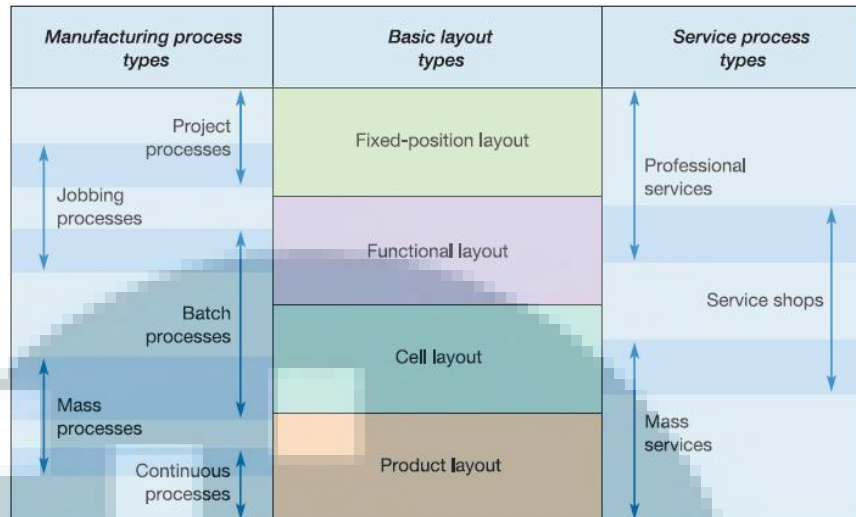 Manufacturing process
types
Basic layout
types
Service process
types
Project
processes
Jobbing
processes
Batch
processes
Mass
processes
Continuous
processes
Fixed-position layout
Functional layout
Cell layout
Product layout
Professional
services
Service shops
Mass
services